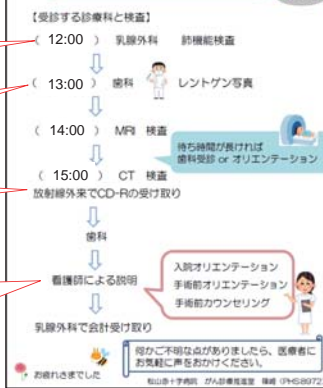 【受診する診療科と検査】
( 12:00 ) 乳腺外科 肺機能検査
( 13:00 ) 歯科 レントゲン写真
( 14:00 ) MRI 検査
待ち時間が長ければ
歯科受診 or オリエンテーション
( 15:00 ) CT 検査
放射線外来でCD-Rの受け取り
歯科
看護師による説明
入院オリエンテーション
手術前オリエンテーション
手術前カウンセリング
乳腺外科で会計受け取り
何かご不明な点がありましたら、医療者に
お気軽に声をおかけください。
お疲れさまでした
松山赤十字病院 がん診療推進室 篠崎 (PHS8972